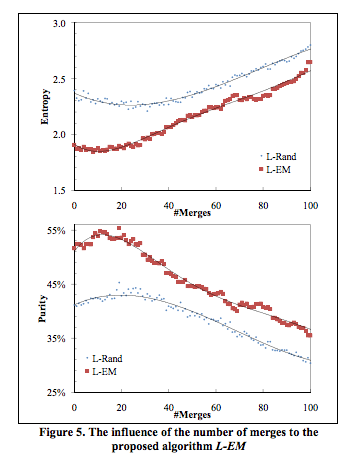 3.0
2.5
Entropy
2.0
L-Rand
L-EM
1.5
0 20 40 60 80 100
#Merges
55%
45%
Purity
35%
L-Rand
L-EM
25%
0 20 40 60 80 100
#Merges
Figure 5. The influence of the number of merges to the
proposed algorithm L-EM